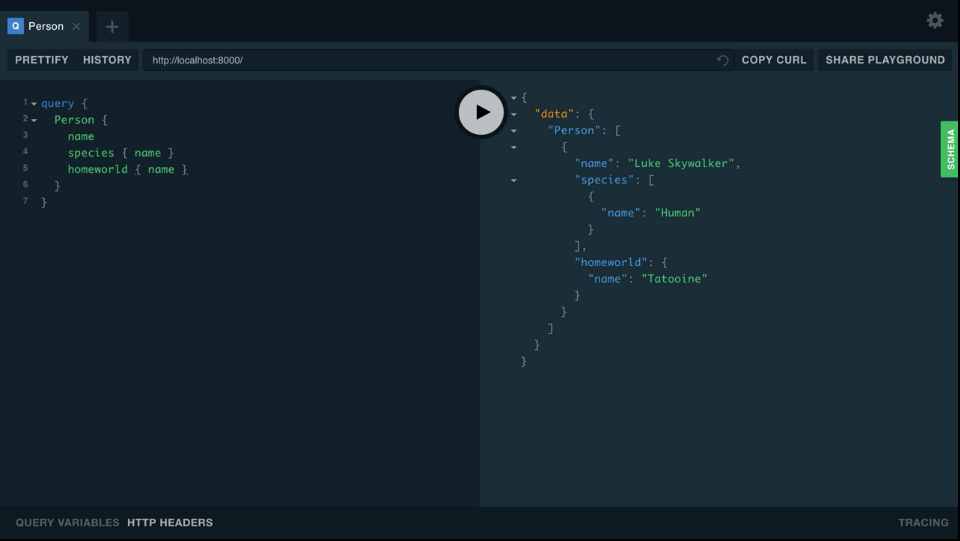 Q Person × +
PRETTIFY HISTORY http://localhost:8000/ COPY CURL SHARE PLAYGROUND
1 query {
2 Person {
3 name
4 species { name }
5 homeworld { name }
6 }
7 }
{
"data": {
"Person": [
{
"name": "Luke Skywalker",
"species": [
{
"name": "Human"
}
],
"homeworld": {
"name": "Tatooine"
}
}
]
}
}
SCHEMA
QUERY VARIABLES HTTP HEADERS
TRACING